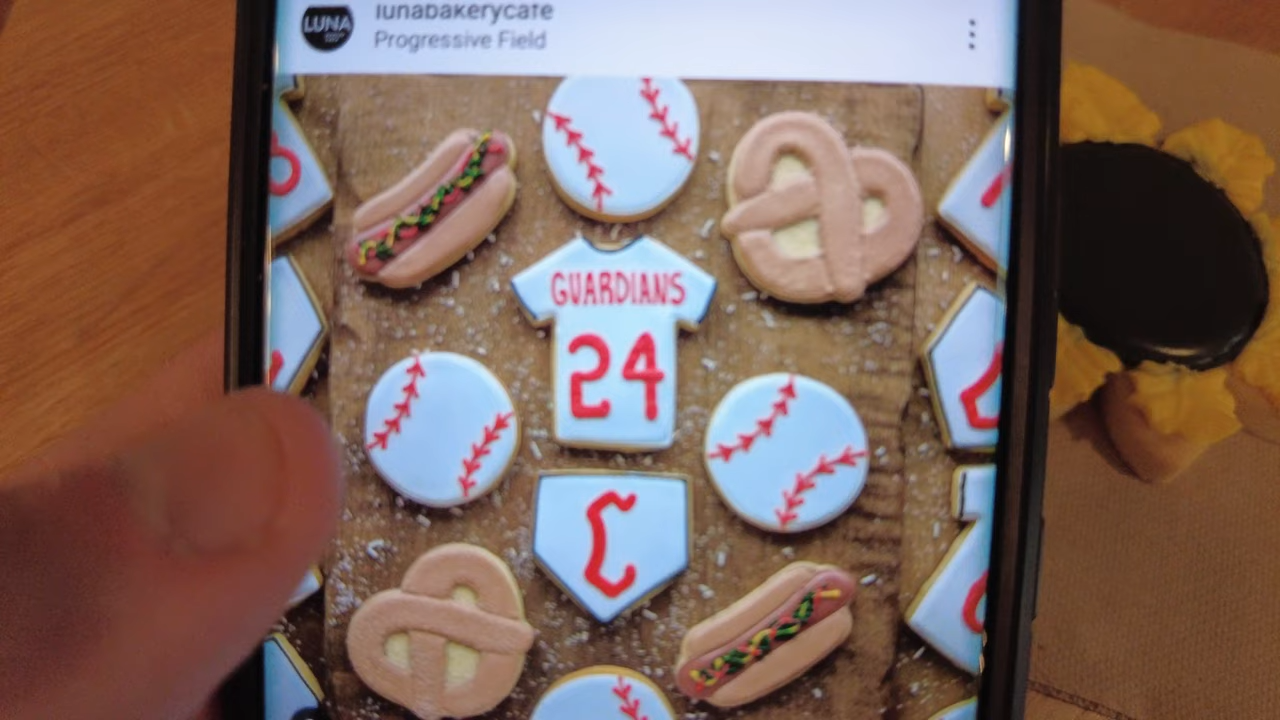 LUNA
lunabakerycafe
Progressive Field
GUARDIANS
24
C